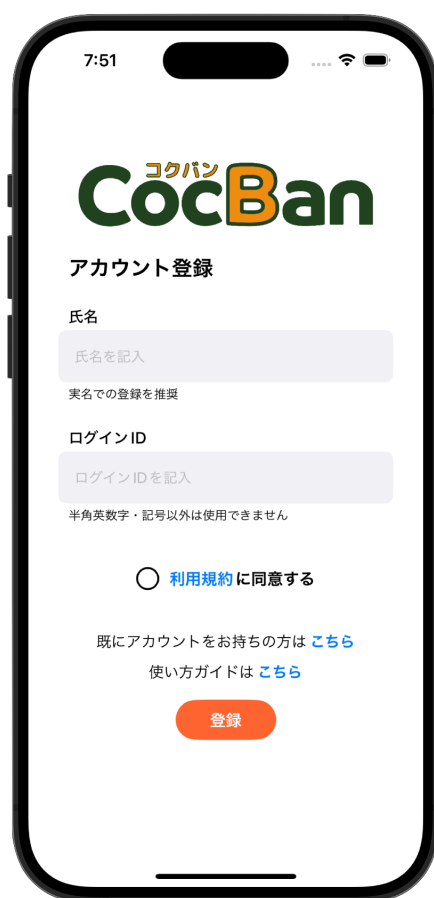 7:51
コクバン
CocBan
アカウント登録
氏名
氏名を記入
実名での登録を推奨
ログインID
ログインIDを記入
半角英数字・記号以外は使用できません
利用規約に同意する
既にアカウントをお持ちの方は こちら
使い方ガイドは こちら
登録